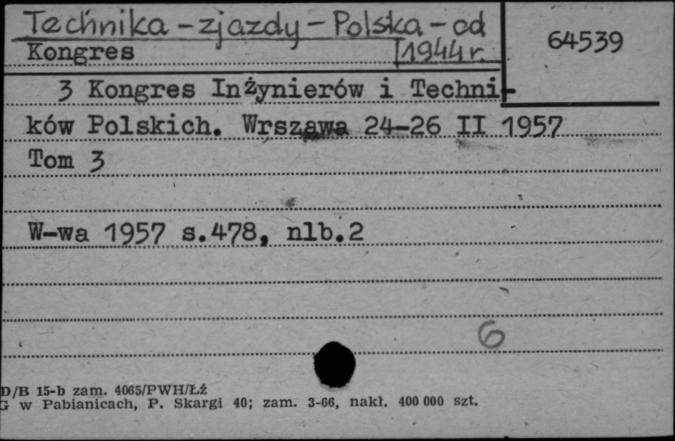 Technika - zjazdy - Polska - od
1944 r.
64539
Kongres
3 Kongres Inżynierów i Techni-
ków Polskich. Wrszawa 24-26 II 1957
Tom 3
W-wa 1957 s.478, nlb.2
6
D/B 15-b zam. 4065/PWH/Łź
G w Pabianicach, P. Skargi 40; zam. 3-66, nakł. 400 000 szt.